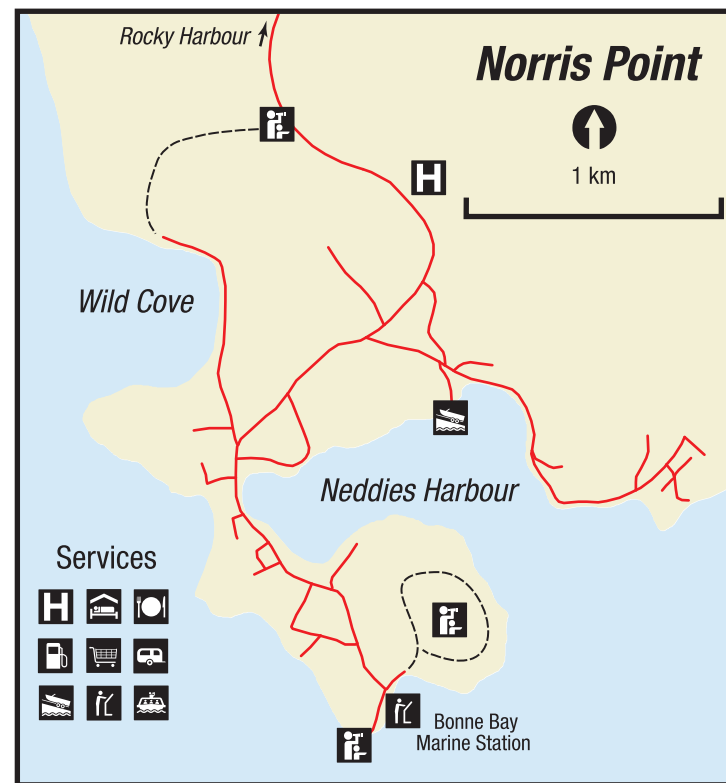 Rocky Harbour
Norris Point
H
1 km
Wild Cove
Neddies Harbour
Services
H
Bonne Bay
Marine Station